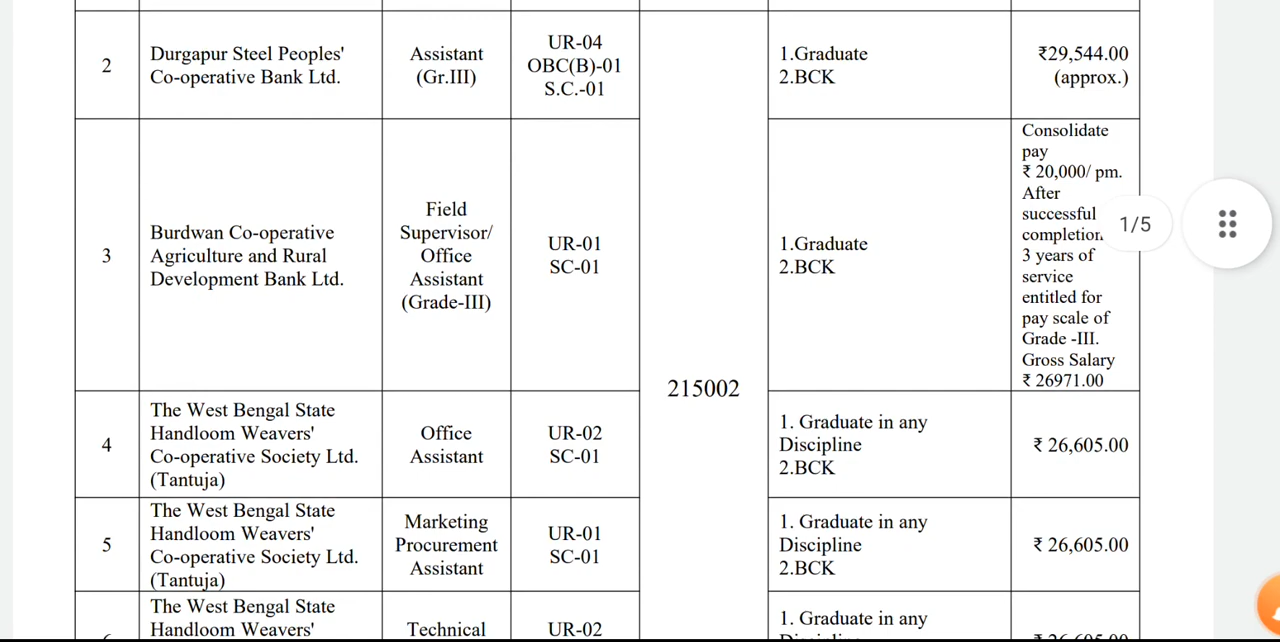 2
Durgapur Steel Peoples'
Co-operative Bank Ltd.
Assistant
(Gr.III)
UR-04
OBC(B)-01
S.C.-01
1.Graduate
2.BCK
₹29,544.00
(approx.)
3
Burdwan Co-operative
Agriculture and Rural
Development Bank Ltd.
Field
Supervisor/
Office
Assistant
(Grade-III)
UR-01
SC-01
1.Graduate
2.BCK
Consolidate
pay
₹ 20,000/ pm.
After
successful
completion
3 years of
service
entitled for
pay scale of
Grade -III.
Gross Salary
₹ 26971.00
1/5
215002
4
The West Bengal State
Handloom Weavers'
Co-operative Society Ltd.
(Tantuja)
Office
Assistant
UR-02
SC-01
1. Graduate in any
Discipline
2.BCK
₹ 26,605.00
5
The West Bengal State
Handloom Weavers'
Co-operative Society Ltd.
(Tantuja)
Marketing
Procurement
Assistant
UR-01
SC-01
1. Graduate in any
Discipline
2.BCK
₹ 26,605.00
The West Bengal State
Handloom Weavers'
Technical
UR-02
1. Graduate in any